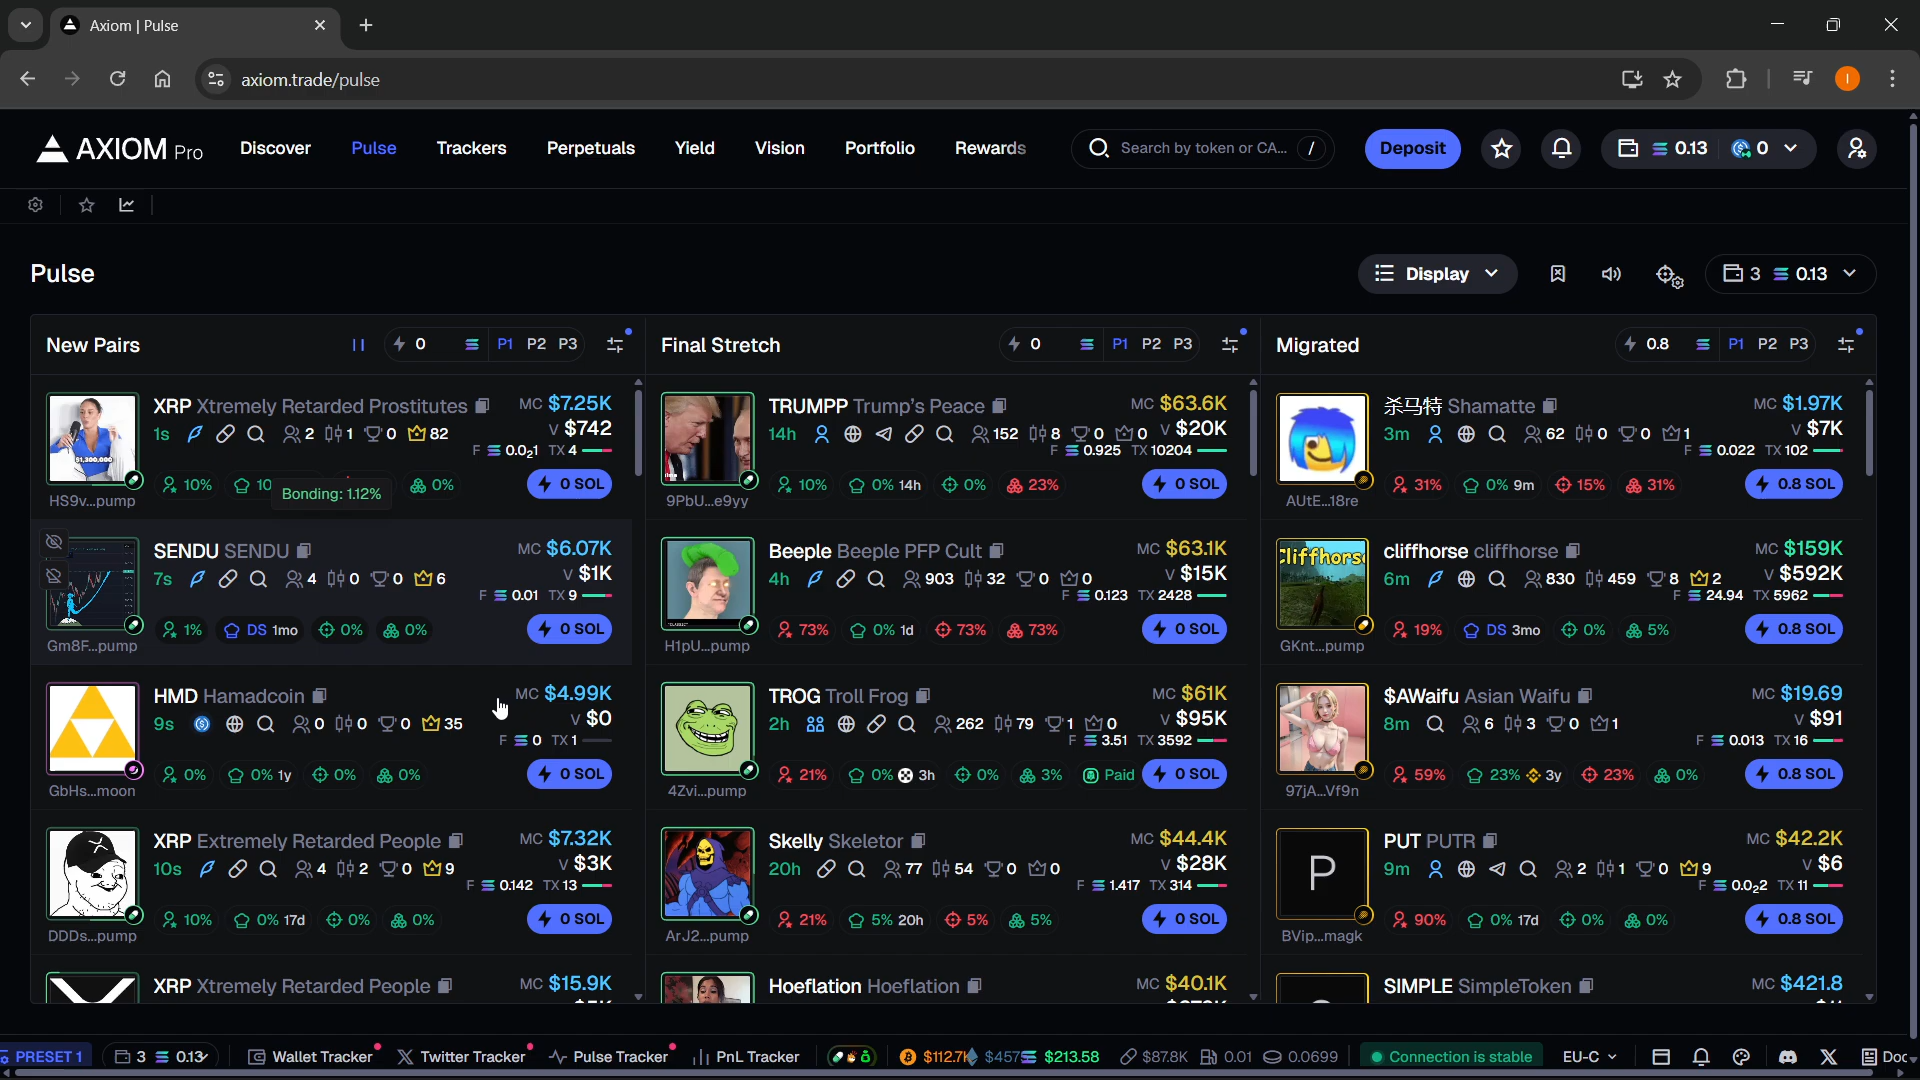 Axiom | Pulse
axiom.trade/pulse
AXIOM Pro Discover Pulse Trackers Perpetuals Yield Vision Portfolio Rewards Search by token or CA... / Deposit 0.13 0
Pulse Display 3 0.13
New Pairs 0 P1 P2 P3
XRP Xtremely Retarded Prostitutes MC $7.25K
1s 2 1 0 82 V $742
F 0.0₂1 TX 4
10% 10 Bonding: 1.12% 0% 0 SOL
$1,300,000
HS9v...pump
SENDU SENDU MC $6.07K
7s 4 0 0 6 V $1K
F 0.01 TX 9
1% DS 1mo 0% 0% 0 SOL
Gm8F...pump
HMD Hamadcoin MC $4.99K
9s 0 0 0 35 V $0
F 0 TX 1
0% 0% 1y 0% 0% 0 SOL
GbHs...moon
XRP Extremely Retarded People MC $7.32K
10s 4 2 0 9 V $3K
F 0.142 TX 13
10% 0% 17d 0% 0% 0 SOL
DDDs...pump
XRP Xtremely Retarded People MC $15.9K
Final Stretch 0 P1 P2 P3
TRUMPP Trump's Peace MC $63.6K
14h 152 8 0 0 V $20K
F 0.925 TX 10204
10% 0% 14h 0% 23% 0 SOL
9PbU...e9yy
Beeple Beeple PFP Cult MC $63.1K
4h 903 32 0 0 V $15K
F 0.123 TX 2428
73% 0% 1d 73% 73% 0 SOL
H1pU...pump
TROG Troll Frog MC $61K
2h 262 79 1 0 V $95K
F 3.51 TX 3592
21% 0% 3h 0% 3% Paid 0 SOL
4Zvi...pump
Skelly Skeletor MC $44.4K
20h 77 54 0 0 V $28K
F 1.417 TX 314
21% 5% 20h 5% 5% 0 SOL
ArJ2...pump
Hoeflation Hoeflation MC $40.1K
Migrated 0.8 P1 P2 P3
杀马特 Shamatte MC $1.97K
3m 62 0 0 1 V $7K
F 0.022 TX 102
31% 0% 9m 15% 31% 0.8 SOL
AUtE...18re
cliffhorse cliffhorse MC $159K
Cliffhorse
6m 830 459 8 2 V $592K
F 24.94 TX 5962
19% DS 3mo 0% 5% 0.8 SOL
GKnt...pump
$AWaifu Asian Waifu MC $19.69
8m 6 3 0 1 V $91
F 0.013 TX 16
59% 23% 3y 23% 0% 0.8 SOL
97jA...Vf9n
PUT PUTR MC $42.2K
P
9m 2 1 0 9 V $6
F 0.0₂2 TX 11
90% 0% 17d 0% 0% 0.8 SOL
BVip...magk
SIMPLE SimpleToken MC $421.8
PRESET 1 3 0.13 Wallet Tracker Twitter Tracker Pulse Tracker PnL Tracker $112.7K $457 $213.58 $87.8K 0.01 0.0699 Connection is stable EU-C Doc